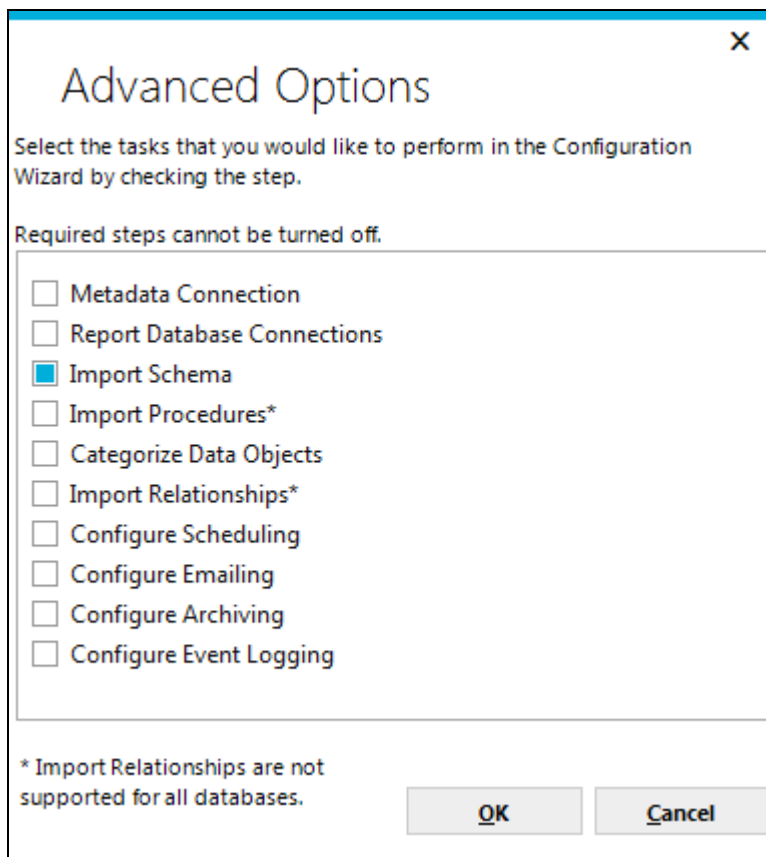 Advanced Options
Select the tasks that you would like to perform in the Configuration
Wizard by checking the step.
Required steps cannot be turned off.
Metadata Connection
Report Database Connections
Import Schema
Import Procedures*
Categorize Data Objects
Import Relationships*
Configure Scheduling
Configure Emailing
Configure Archiving
Configure Event Logging
* Import Relationships are not
supported for all databases.
OK
Cancel